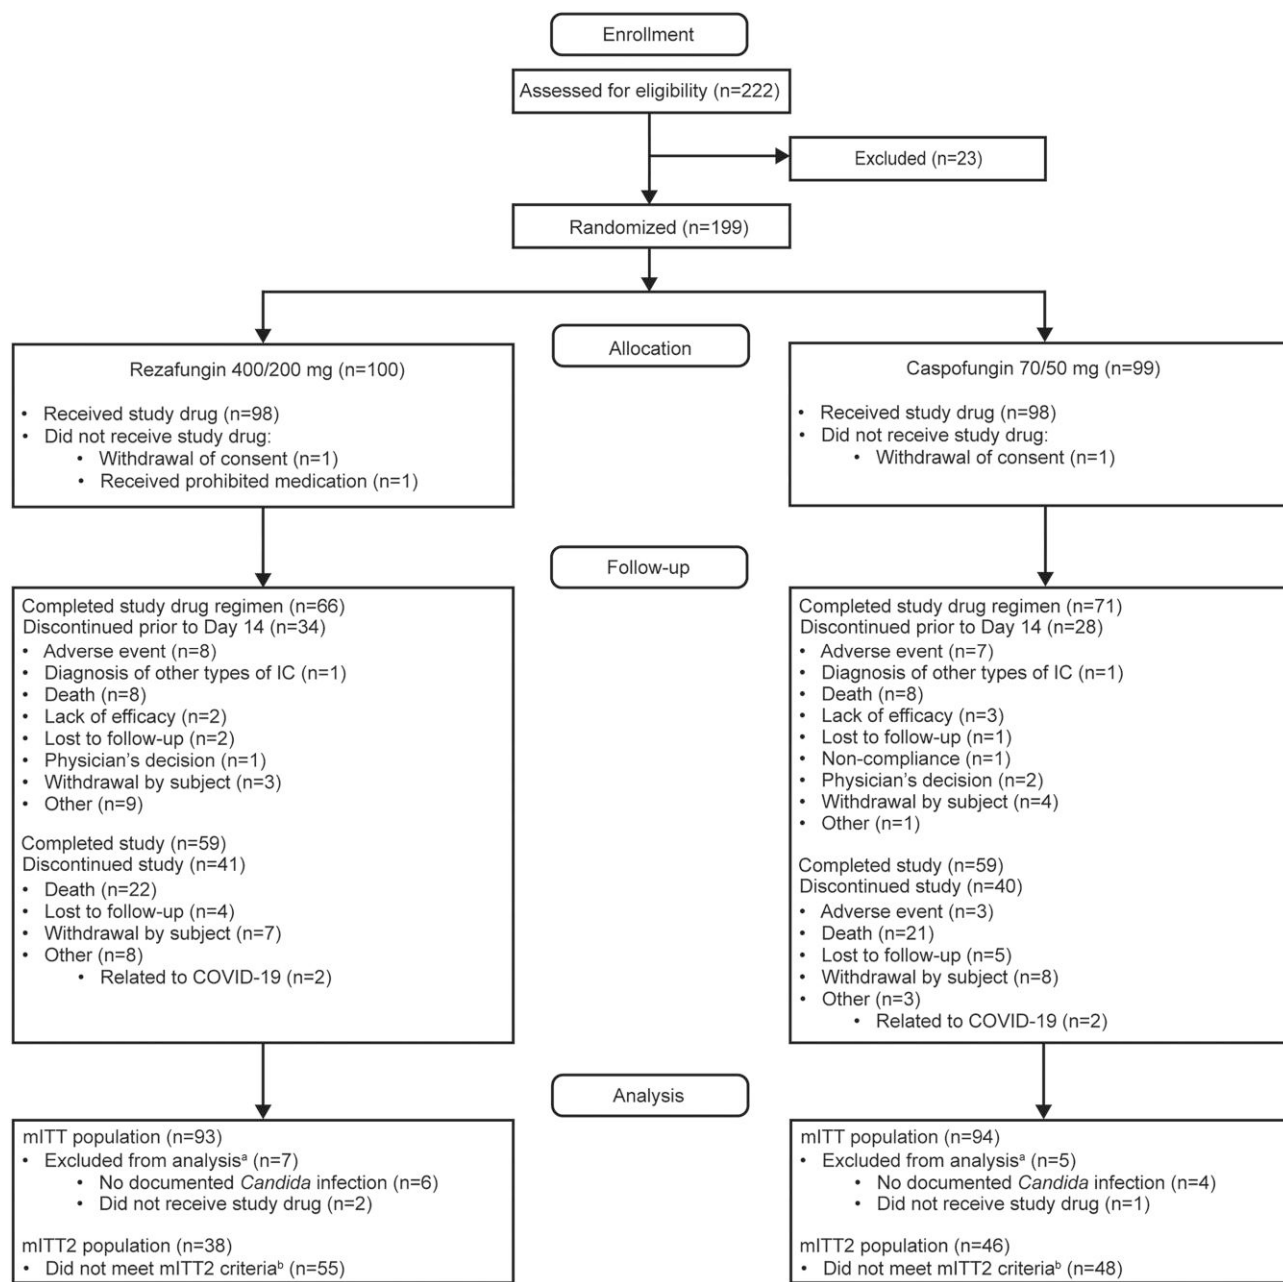 Enrollment
Assessed for eligibility (n=222)
Excluded (n=23)
Randomized (n=199)
Allocation
Rezafungin 400/200 mg (n=100)
• Received study drug (n=98)
• Did not receive study drug:
• Withdrawal of consent (n=1)
• Received prohibited medication (n=1)
Caspofungin 70/50 mg (n=99)
• Received study drug (n=98)
• Did not receive study drug:
• Withdrawal of consent (n=1)
Follow-up
Completed study drug regimen (n=66)
Discontinued prior to Day 14 (n=34)
• Adverse event (n=8)
• Diagnosis of other types of IC (n=1)
• Death (n=8)
• Lack of efficacy (n=2)
• Lost to follow-up (n=2)
• Physician's decision (n=1)
• Withdrawal by subject (n=3)
• Other (n=9)
Completed study (n=59)
Discontinued study (n=41)
• Death (n=22)
• Lost to follow-up (n=4)
• Withdrawal by subject (n=7)
• Other (n=8)
• Related to COVID-19 (n=2)
Completed study drug regimen (n=71)
Discontinued prior to Day 14 (n=28)
• Adverse event (n=7)
• Diagnosis of other types of IC (n=1)
• Death (n=8)
• Lack of efficacy (n=3)
• Lost to follow-up (n=1)
• Non-compliance (n=1)
• Physician's decision (n=2)
• Withdrawal by subject (n=4)
• Other (n=1)
Completed study (n=59)
Discontinued study (n=40)
• Adverse event (n=3)
• Death (n=21)
• Lost to follow-up (n=5)
• Withdrawal by subject (n=8)
• Other (n=3)
• Related to COVID-19 (n=2)
Analysis
mITT population (n=93)
• Excluded from analysisᵃ (n=7)
• No documented Candida infection (n=6)
• Did not receive study drug (n=2)
mITT2 population (n=38)
• Did not meet mITT2 criteriaᵇ (n=55)
mITT population (n=94)
• Excluded from analysisᵃ (n=5)
• No documented Candida infection (n=4)
• Did not receive study drug (n=1)
mITT2 population (n=46)
• Did not meet mITT2 criteriaᵇ (n=48)